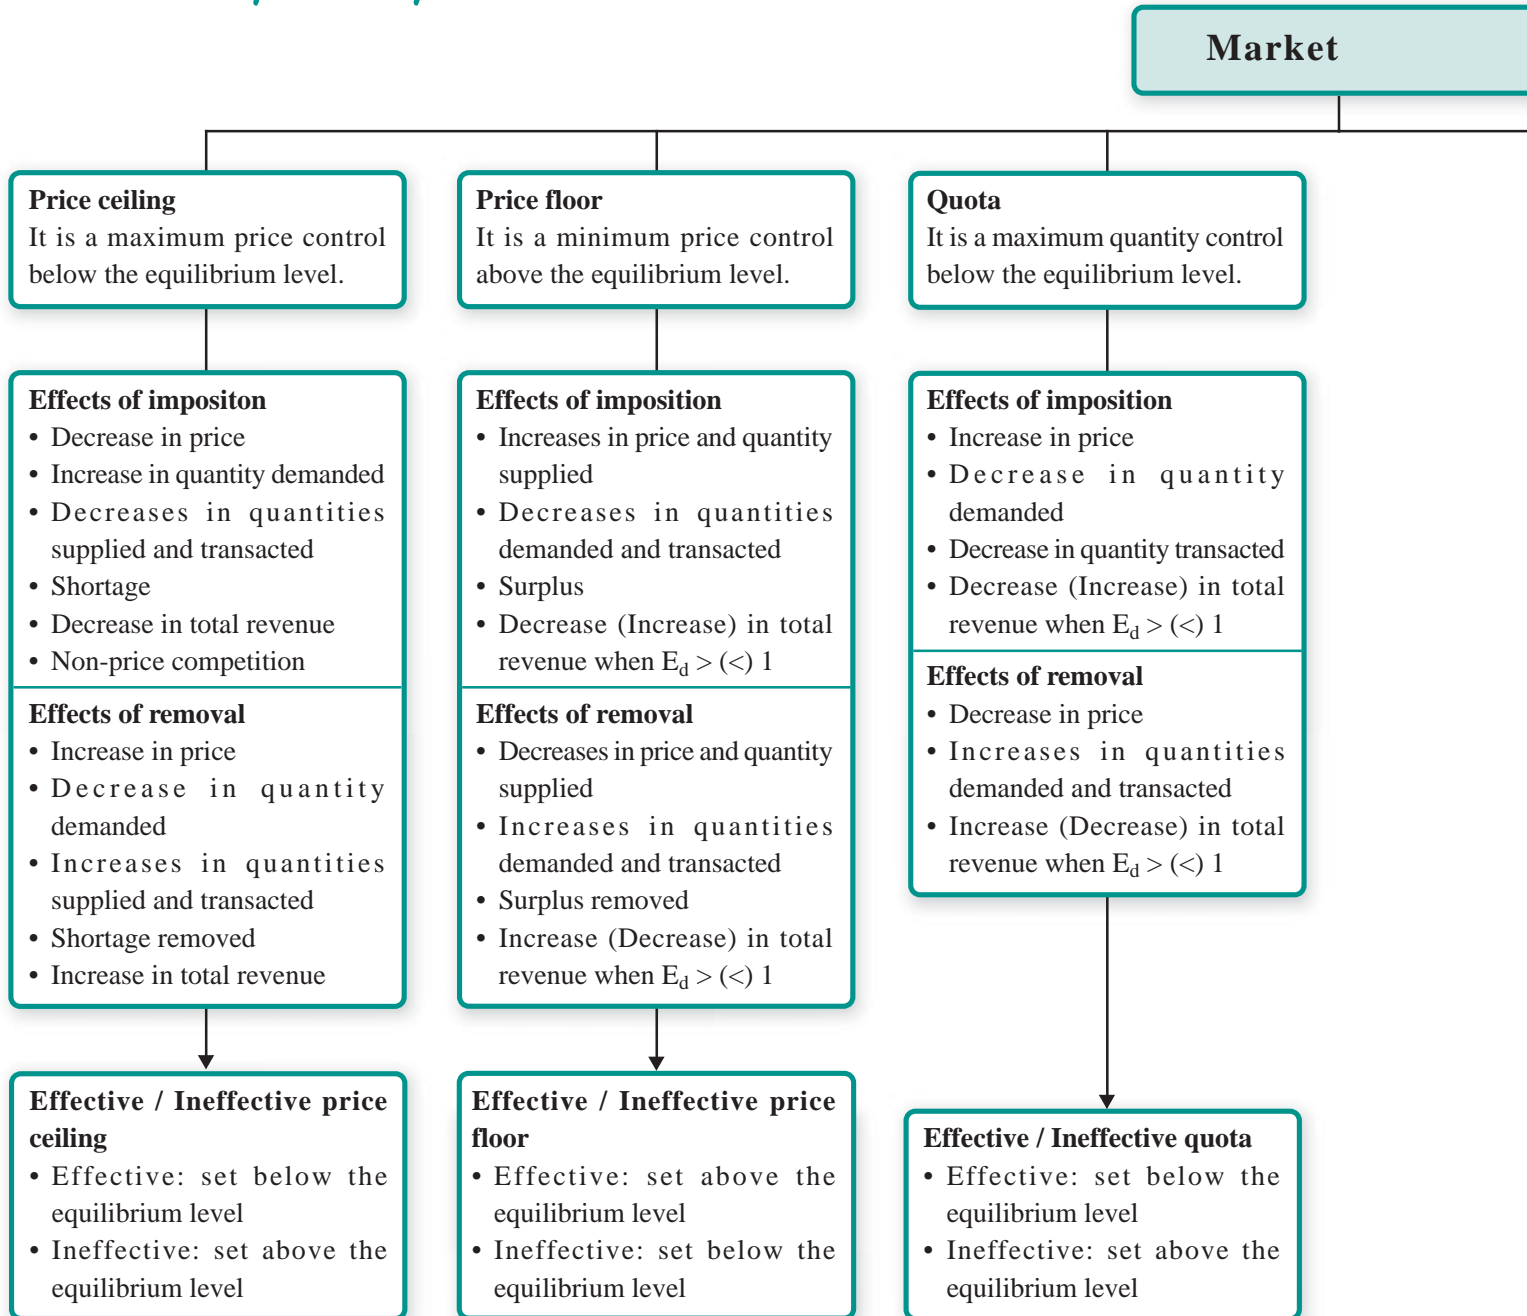 Market
Price ceiling
It is a maximum price control
below the equilibrium level.
Effects of impositon
• Decrease in price
• Increase in quantity demanded
• Decreases in quantities
supplied and transacted
• Shortage
• Decrease in total revenue
• Non-price competition
Effects of removal
• Increase in price
• Decrease in quantity
demanded
• Increases in quantities
supplied and transacted
• Shortage removed
• Increase in total revenue
Effective / Ineffective price
ceiling
• Effective: set below the
equilibrium level
• Ineffective: set above the
equilibrium level
Price floor
It is a minimum price control
above the equilibrium level.
Effects of imposition
• Increases in price and quantity
supplied
• Decreases in quantities
demanded and transacted
• Surplus
• Decrease (Increase) in total
revenue when E_d > (<) 1
Effects of removal
• Decreases in price and quantity
supplied
• Increases in quantities
demanded and transacted
• Surplus removed
• Increase (Decrease) in total
revenue when E_d > (<) 1
Effective / Ineffective price
floor
• Effective: set above the
equilibrium level
• Ineffective: set below the
equilibrium level
Quota
It is a maximum quantity control
below the equilibrium level.
Effects of imposition
• Increase in price
• Decrease in quantity
demanded
• Decrease in quantity transacted
• Decrease (Increase) in total
revenue when E_d > (<) 1
Effects of removal
• Decrease in price
• Increases in quantities
demanded and transacted
• Increase (Decrease) in total
revenue when E_d > (<) 1
Effective / Ineffective quota
• Effective: set below the
equilibrium level
• Ineffective: set above the
equilibrium level